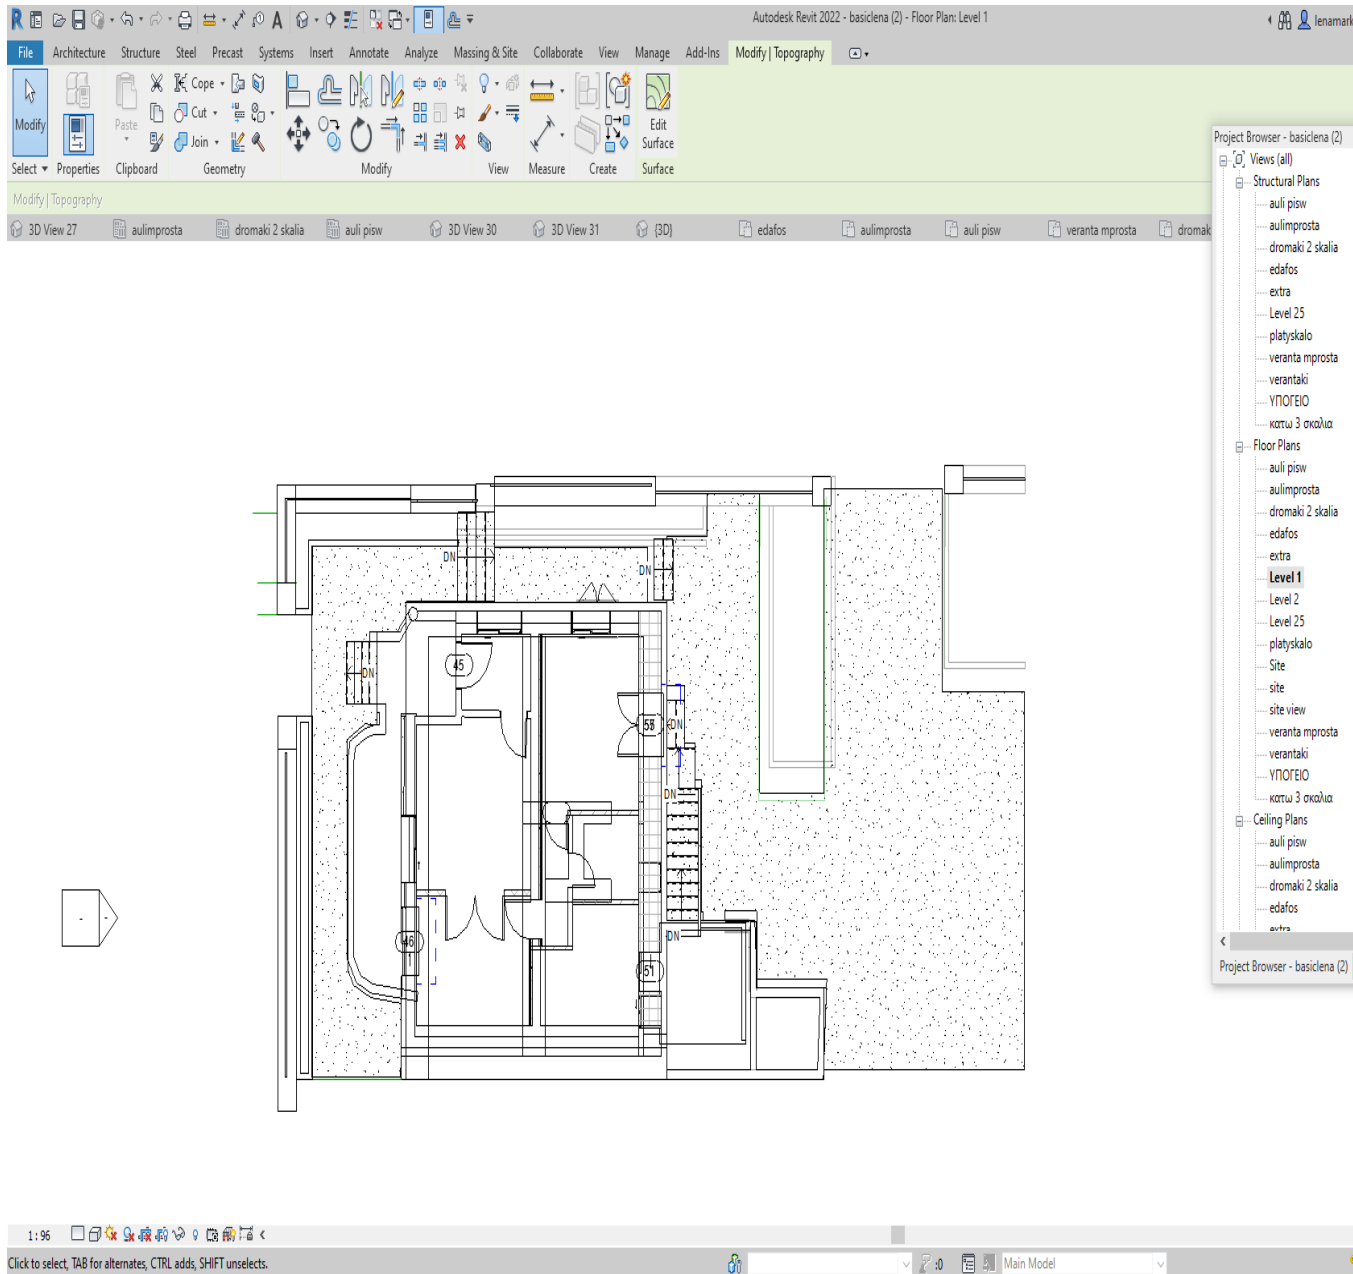 Autodesk Revit 2022 - basiclena (2) - Floor Plan: Level 1
lenamark
File Architecture Structure Steel Precast Systems Insert Annotate Analyze Massing & Site Collaborate View Manage Add-Ins Modify | Topography
Modify
Paste
Cope
Cut
Join
Edit
Surface
Select Properties Clipboard Geometry Modify View Measure Create Surface
Modify | Topography
3D View 27 aulimprosta dromaki 2 skalia auli pisw 3D View 30 3D View 31 {3D} edafos aulimprosta auli pisw veranta mprosta dromak
Project Browser - basiclena (2)
Views (all)
Structural Plans
auli pisw
aulimprosta
dromaki 2 skalia
edafos
extra
Level 25
platyskalo
veranta mprosta
verantaki
ΥΠΟΓΕΙΟ
κατω 3 σκαλια
Floor Plans
auli pisw
aulimprosta
dromaki 2 skalia
edafos
extra
Level 1
Level 2
Level 25
platyskalo
Site
site
site view
veranta mprosta
verantaki
ΥΠΟΓΕΙΟ
κατω 3 σκαλια
Ceiling Plans
auli pisw
aulimprosta
dromaki 2 skalia
edafos
extra
Project Browser - basiclena (2)
DN
DN
45
DN
DN
DN
46
DN
51
1 : 96
Click to select, TAB for alternates, CTRL adds, SHIFT unselects.
:0
Main Model